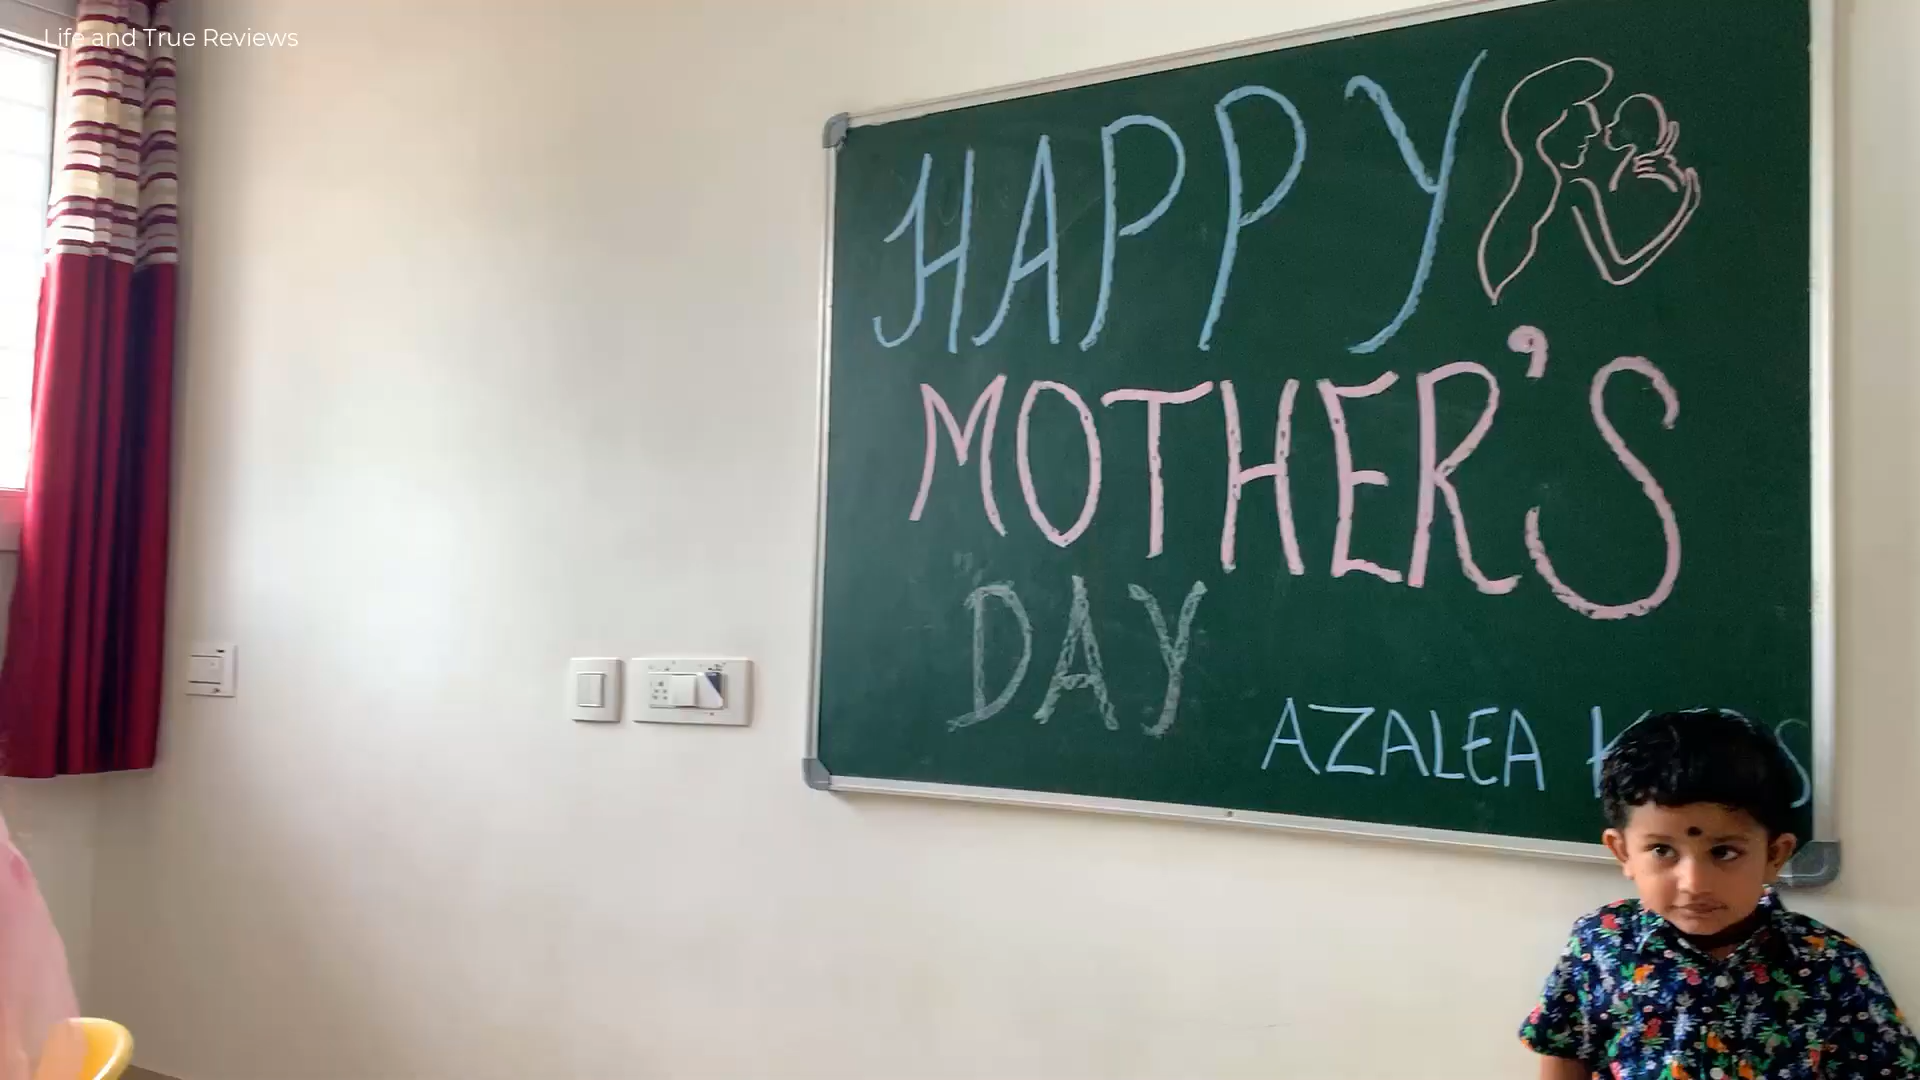 Life and True Reviews
HAPPY
MOTHER'S
DAY
AZALEA